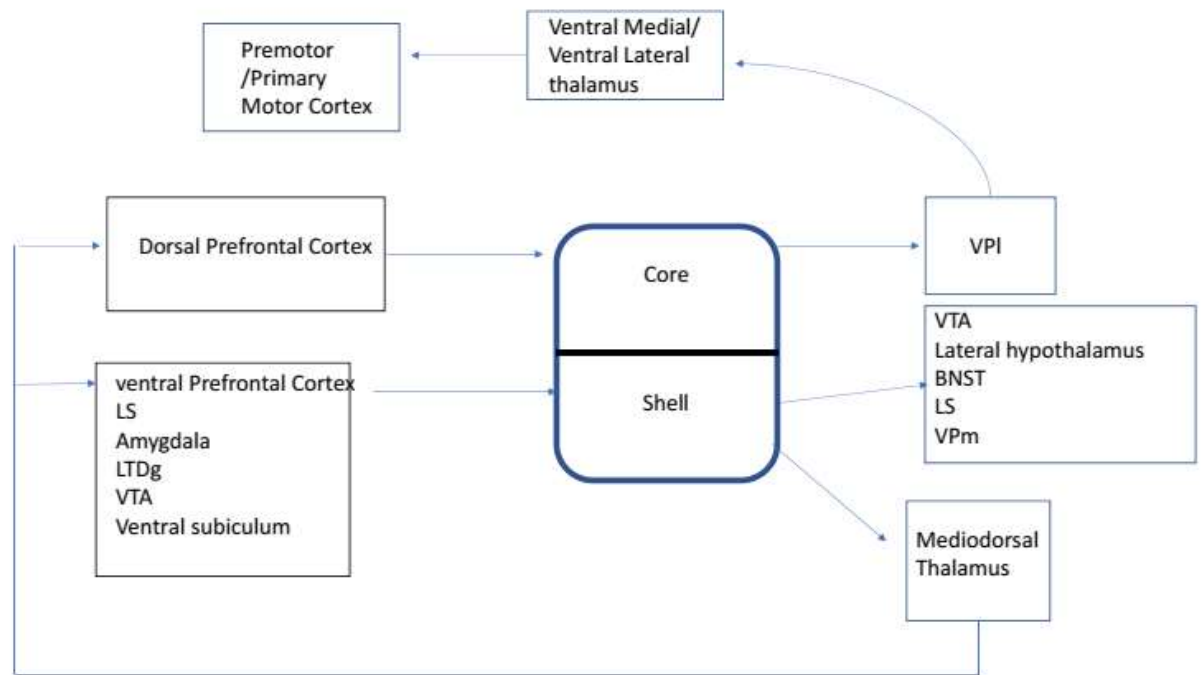 Premotor
/Primary
Motor Cortex
Ventral Medial/
Ventral Lateral
thalamus
Dorsal Prefrontal Cortex
Core
VPl
ventral Prefrontal Cortex
LS
Amygdala
LTDg
VTA
Ventral subiculum
Shell
VTA
Lateral hypothalamus
BNST
LS
VPm
Mediodorsal
Thalamus